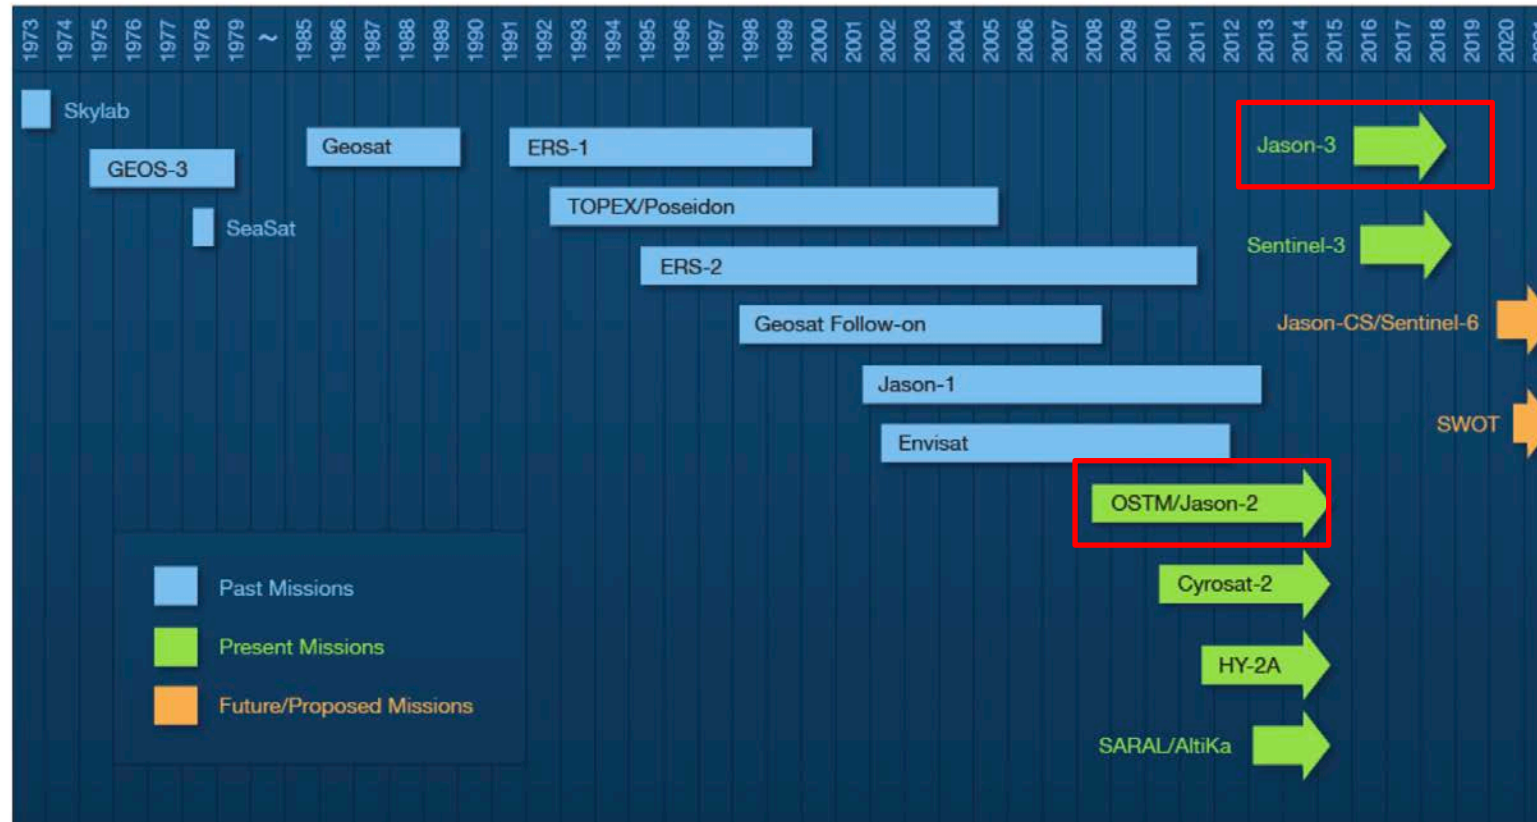 1973 1974 1975 1976 1977 1978 1979 ~ 1985 1986 1987 1988 1989 1990 1991 1992 1993 1994 1995 1996 1997 1998 1999 2000 2001 2002 2003 2004 2005 2006 2007 2008 2009 2010 2011 2012 2013 2014 2015 2016 2017 2018 2019 2020
Skylab
GEOS-3
SeaSat
Geosat
ERS-1
TOPEX/Poseidon
ERS-2
Geosat Follow-on
Jason-1
Envisat
OSTM/Jason-2
Cyrosat-2
HY-2A
SARAL/AltiKa
Jason-3
Sentinel-3
Jason-CS/Sentinel-6
SWOT
Past Missions
Present Missions
Future/Proposed Missions